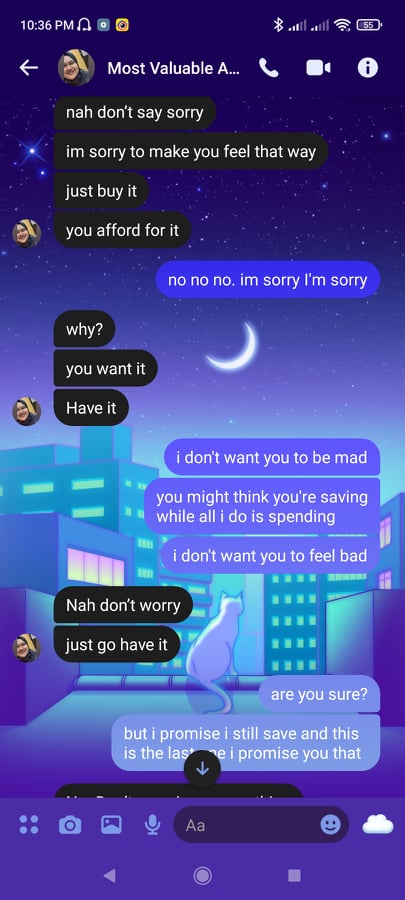 10:36 PM
55
Most Valuable A...
nah don't say sorry
im sorry to make you feel that way
just buy it
you afford for it
no no no. im sorry I'm sorry
why?
you want it
Have it
i don't want you to be mad
you might think you're saving
while all i do is spending
i don't want you to feel bad
Nah don't worry
just go have it
are you sure?
but i promise i still save and this
is the last one i promise you that
Aa